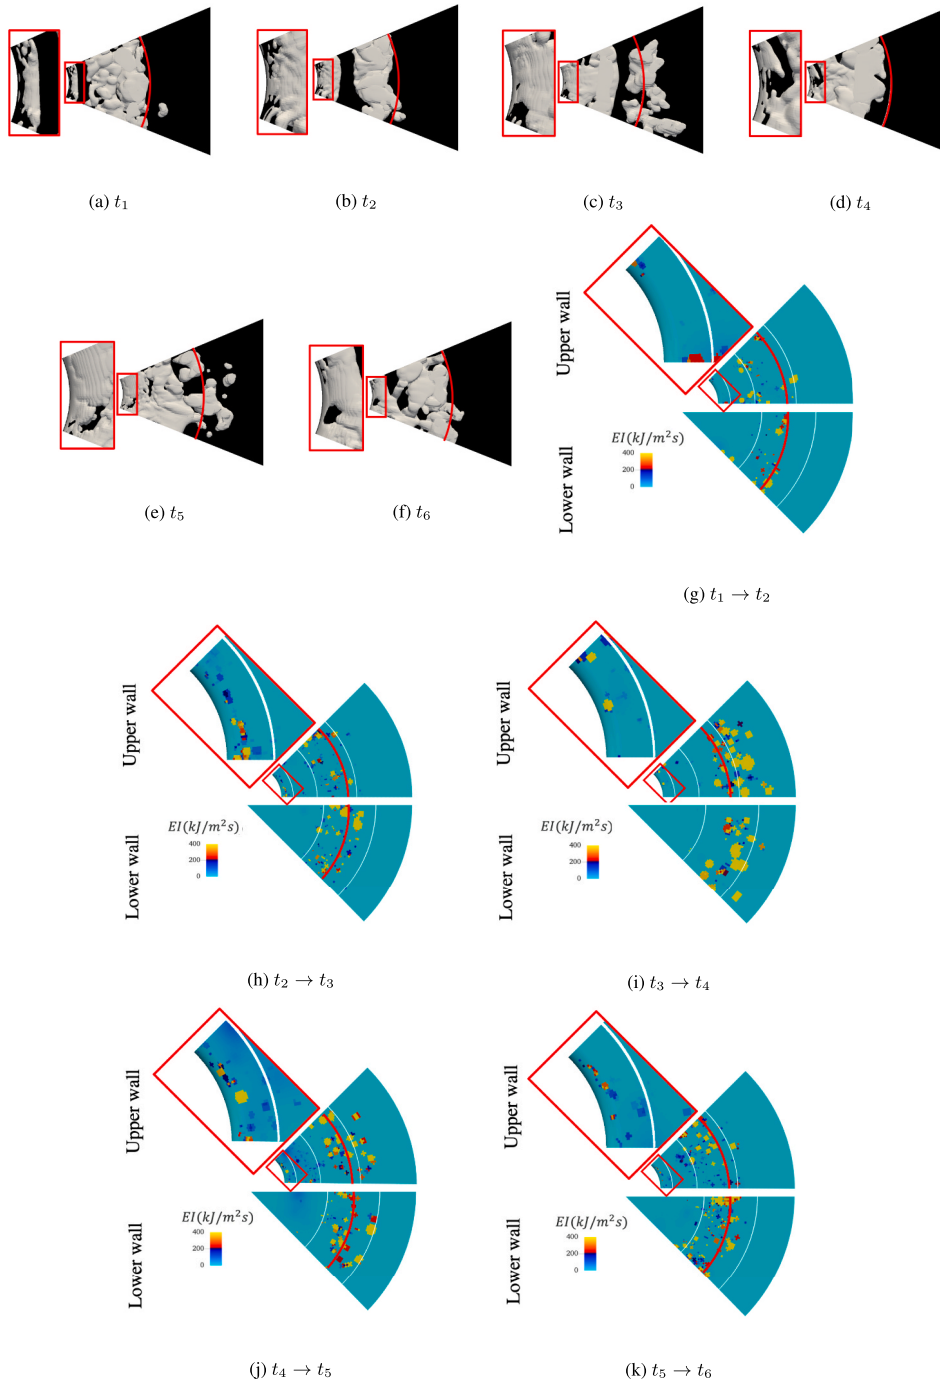 (a) t₁
(b) t₂
(c) t₃
(d) t₄
(e) t₅
(f) t₆
Upper wall
Lower wall
EI(kJ/m²s)
400
200
0
(g) t₁ → t₂
Upper wall
Lower wall
EI(kJ/m²s)
400
200
0
(h) t₂ → t₃
Upper wall
Lower wall
EI(kJ/m²s)
400
200
0
(i) t₃ → t₄
Upper wall
Lower wall
EI(kJ/m²s)
400
200
0
(j) t₄ → t₅
Upper wall
Lower wall
EI(kJ/m²s)
400
200
0
(k) t₅ → t₆